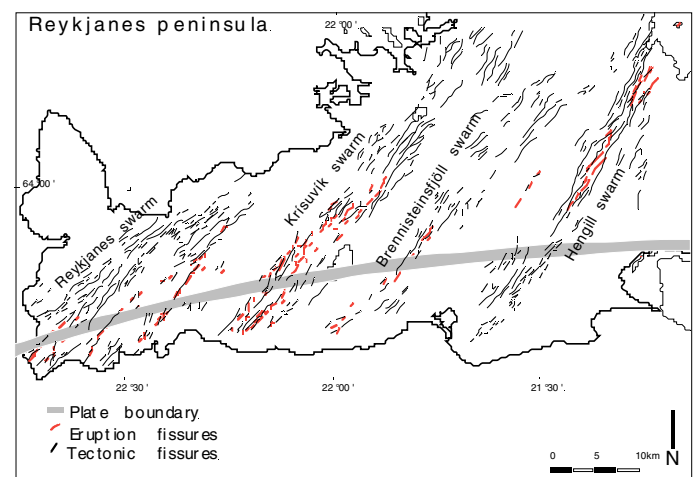 Reykjanes peninsula.
22 °00 '
64 °00 '
Reykjanes swarm
Krisuvik swarm
Brennisteinsfjöll swarm
Hengill swarm
22 °30 '
22 °00 '
21 °30 '.
Plate boundary.
Eruption fissures
Tectonic fissures.
0 5 10km
N